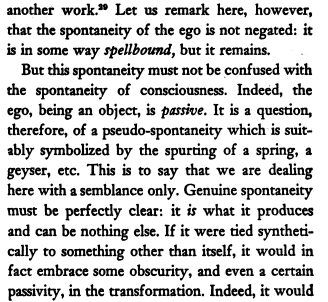 another work.²⁹ Let us remark here, however,
that the spontaneity of the ego is not negated: it
is in some way spellbound, but it remains.
But this spontaneity must not be confused with
the spontaneity of consciousness. Indeed, the
ego, being an object, is passive. It is a question,
therefore, of a pseudo-spontaneity which is suit-
ably symbolized by the spurting of a spring, a
geyser, etc. This is to say that we are dealing
here with a semblance only. Genuine spontaneity
must be perfectly clear: it is what it produces
and can be nothing else. If it were tied syntheti-
cally to something other than itself, it would in
fact embrace some obscurity, and even a certain
passivity, in the transformation. Indeed, it would